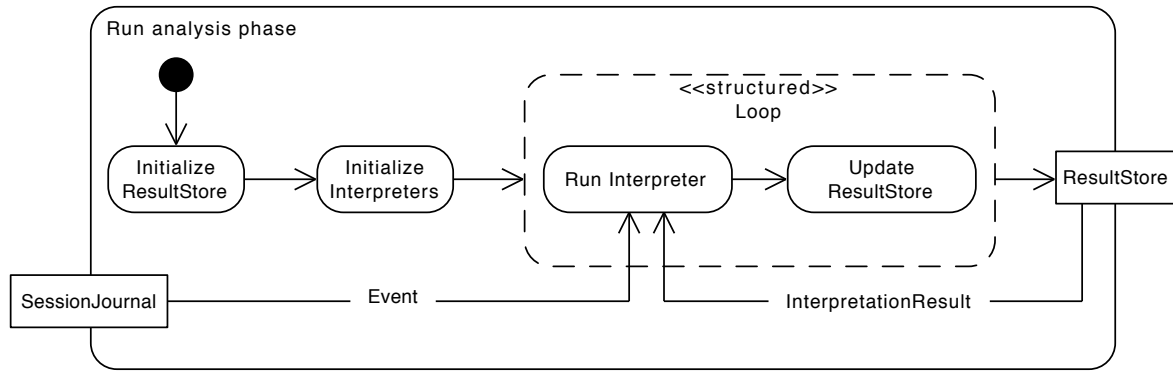 Run analysis phase
<<structured>>
Loop
Initialize
ResultStore
Initialize
Interpreters
Run Interpreter
Update
ResultStore
ResultStore
SessionJournal
Event
InterpretationResult